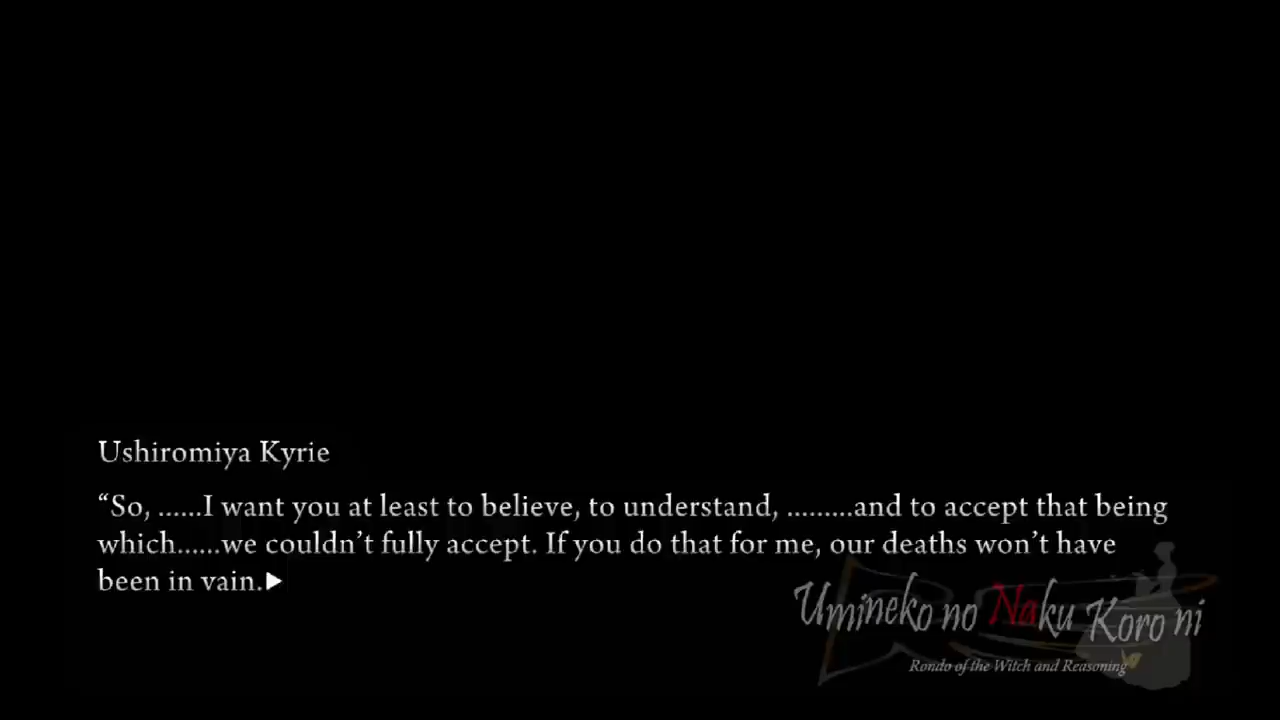 Ushiromiya Kyrie
“So, ......I want you at least to believe, to understand, .........and to accept that being
which......we couldn’t fully accept. If you do that for me, our deaths won’t have
been in vain.
Umineko no Naku Koro ni
Rondo of the Witch and Reasoning